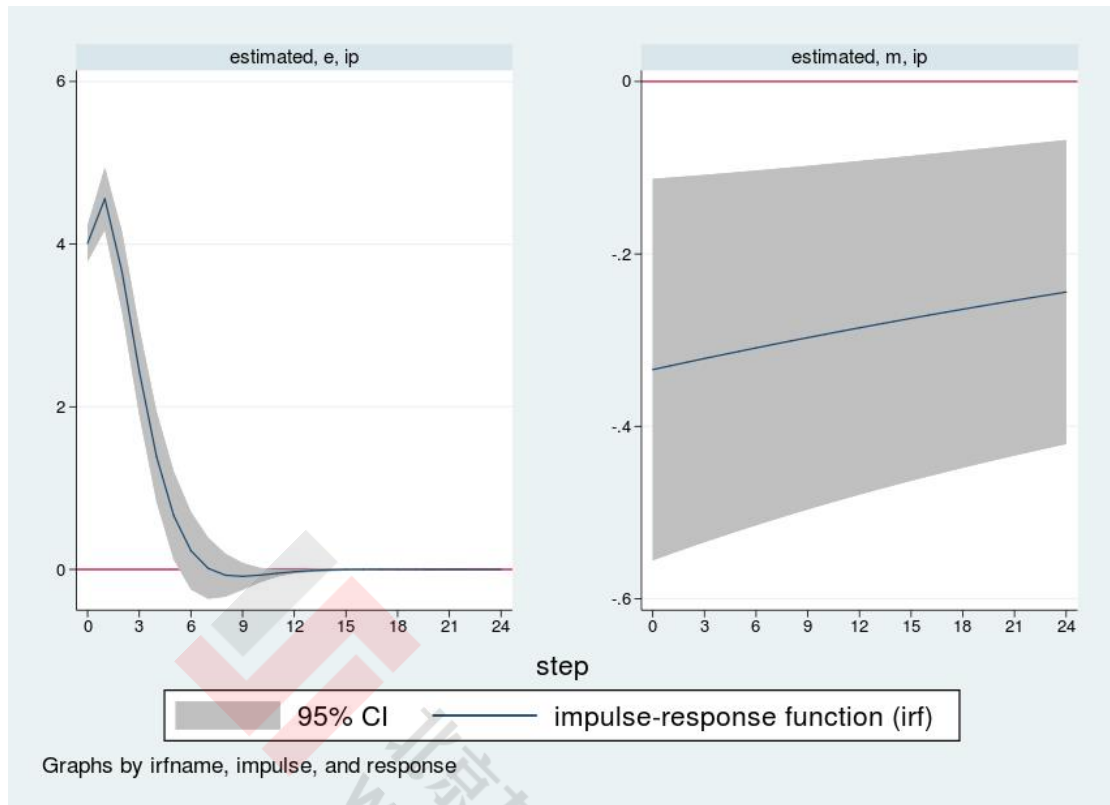 estimated, e, ip
6
4
2
0
0 3 6 9 12 15 18 21 24
estimated, m, ip
0
-.2
-.4
-.6
0 3 6 9 12 15 18 21 24
step
95% CI
impulse-response function (irf)
Graphs by irfname, impulse, and response
北京